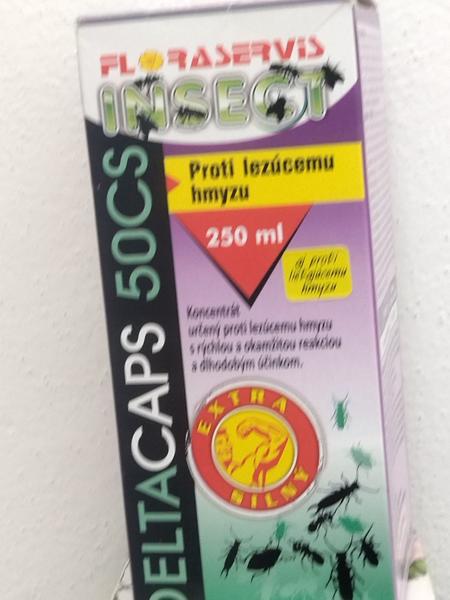 FLORASERVIS
INSECT
Proti lezúcemu
hmyzu
250 ml
aj proti
lietajúcemu
hmyzu
Koncentrát
určený proti lezúcemu hmyzu
s rýchlou a okamžitou reakciou
a dlhodobým účinkom.
EXTRA
SILNÝ
DELTACAPS 50CS